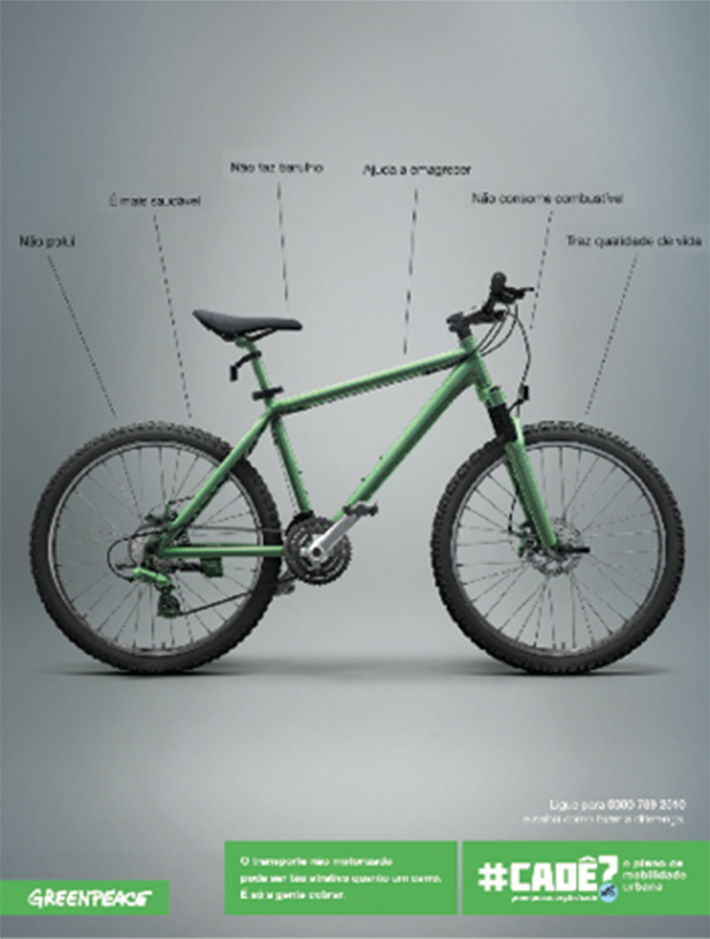 Não faz barulho
Ajuda a emagrecer
É mais saudável
Não consome combustível
Não polui
Traz qualidade de vida
Ligue para 0300 789 2510
e saiba como fazer a diferença.
O transporte não motorizado
pode ser tão atrativo quanto um carro.
É só a gente cobrar.
#CADÊ?
o plano de
mobilidade
urbana
GREENPEACE